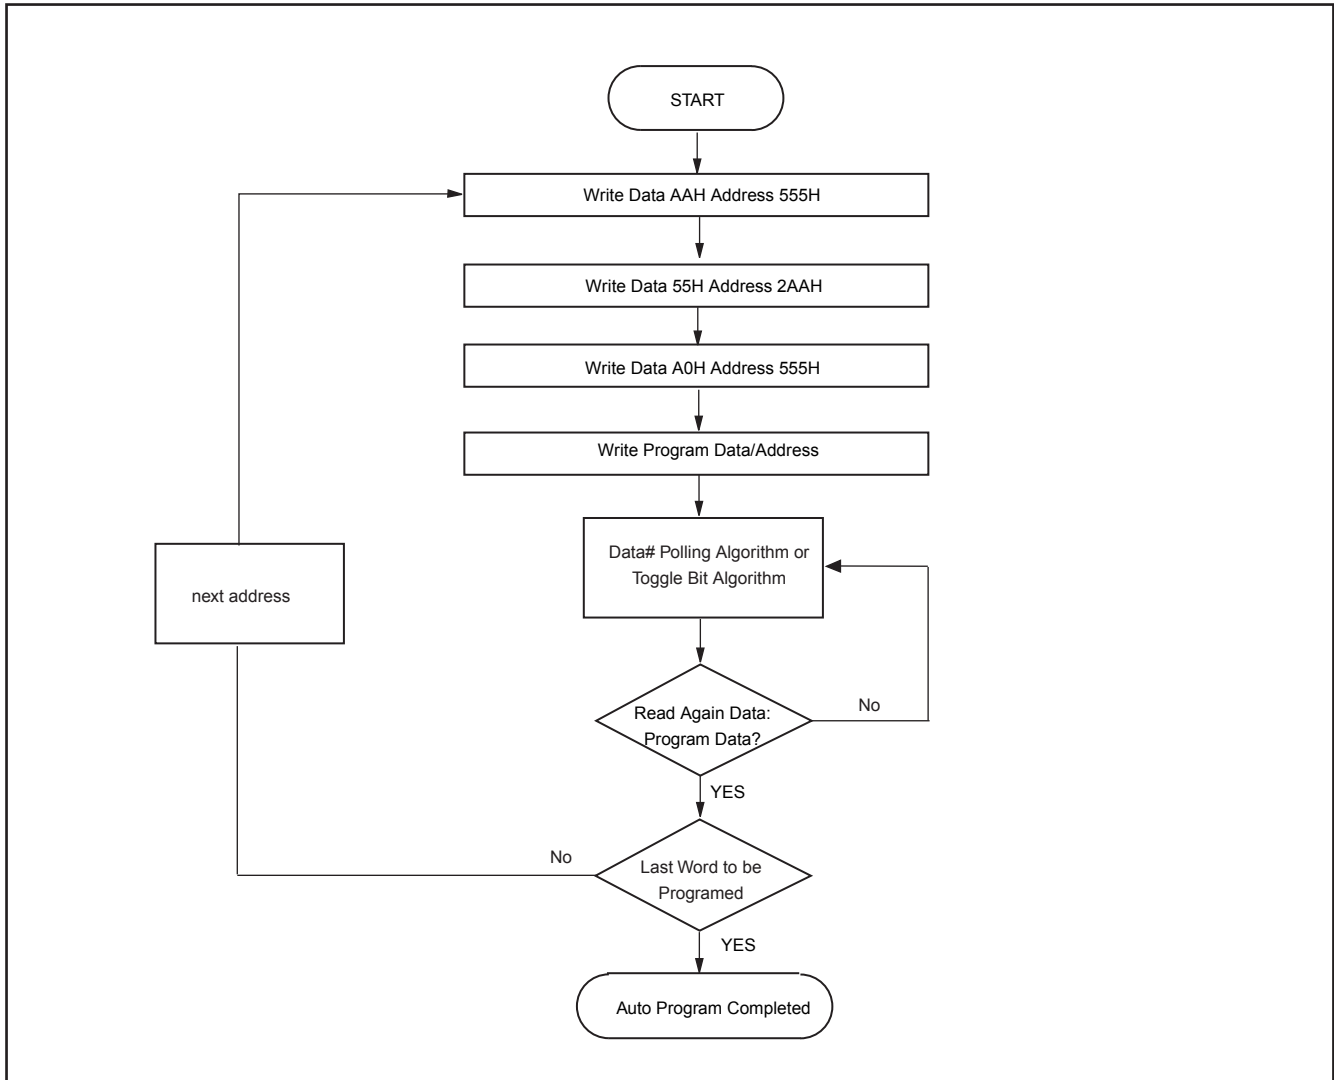 START
Write Data AAH Address 555H
Write Data 55H Address 2AAH
Write Data A0H Address 555H
Write Program Data/Address
Data# Polling Algorithm or
Toggle Bit Algorithm
next address
Read Again Data:
Program Data?
No
YES
Last Word to be
Programed
No
YES
Auto Program Completed